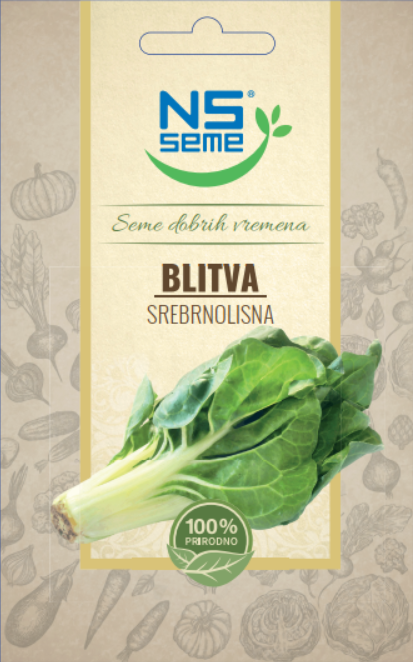 NS®
seme
Seme dobrih vremena
BLITVA
SREBRNOLISNA
100%
PRIRODNO